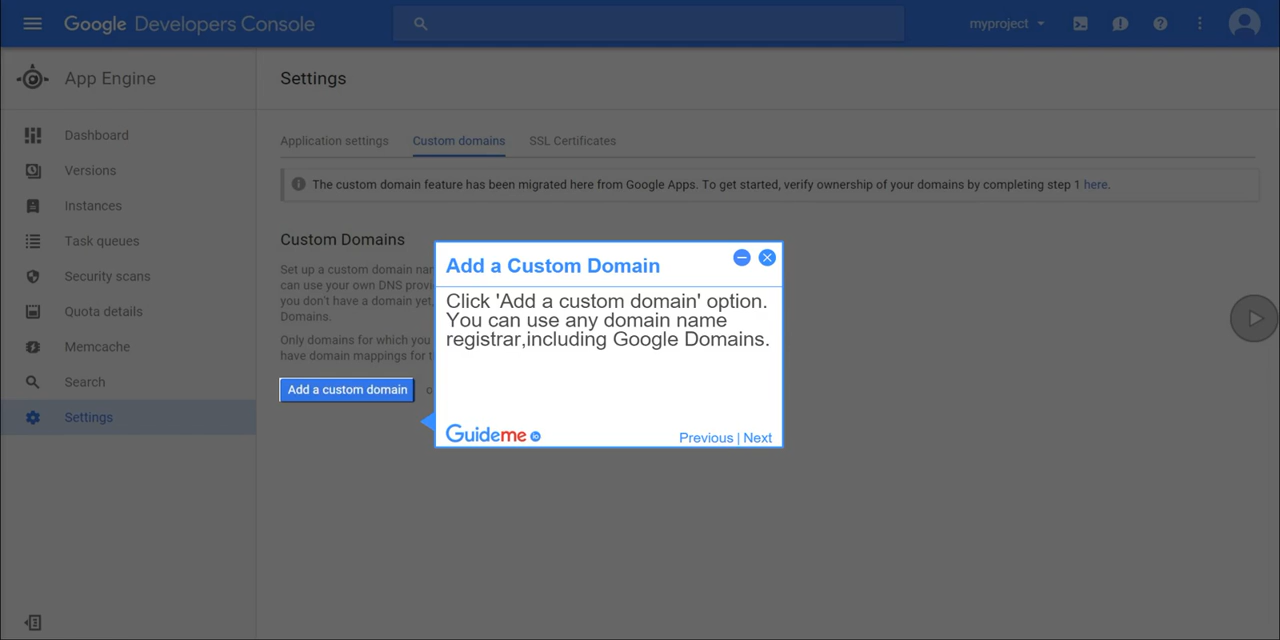 Google Developers Console
myproject
App Engine
Settings
Dashboard
Versions
Instances
Task queues
Security scans
Quota details
Memcache
Search
Settings
Application settings
Custom domains
SSL Certificates
The custom domain feature has been migrated here from Google Apps. To get started, verify ownership of your domains by completing step 1 here.
Custom Domains
Set up a custom domain
can use your own DNS
you don't have a domain yet,
Domains.
Only domains for which you
have domain mappings for
Add a custom domain
Add a Custom Domain
Click 'Add a custom domain' option.
You can use any domain name
registrar,including Google Domains.
Guideme io
Previous | Next